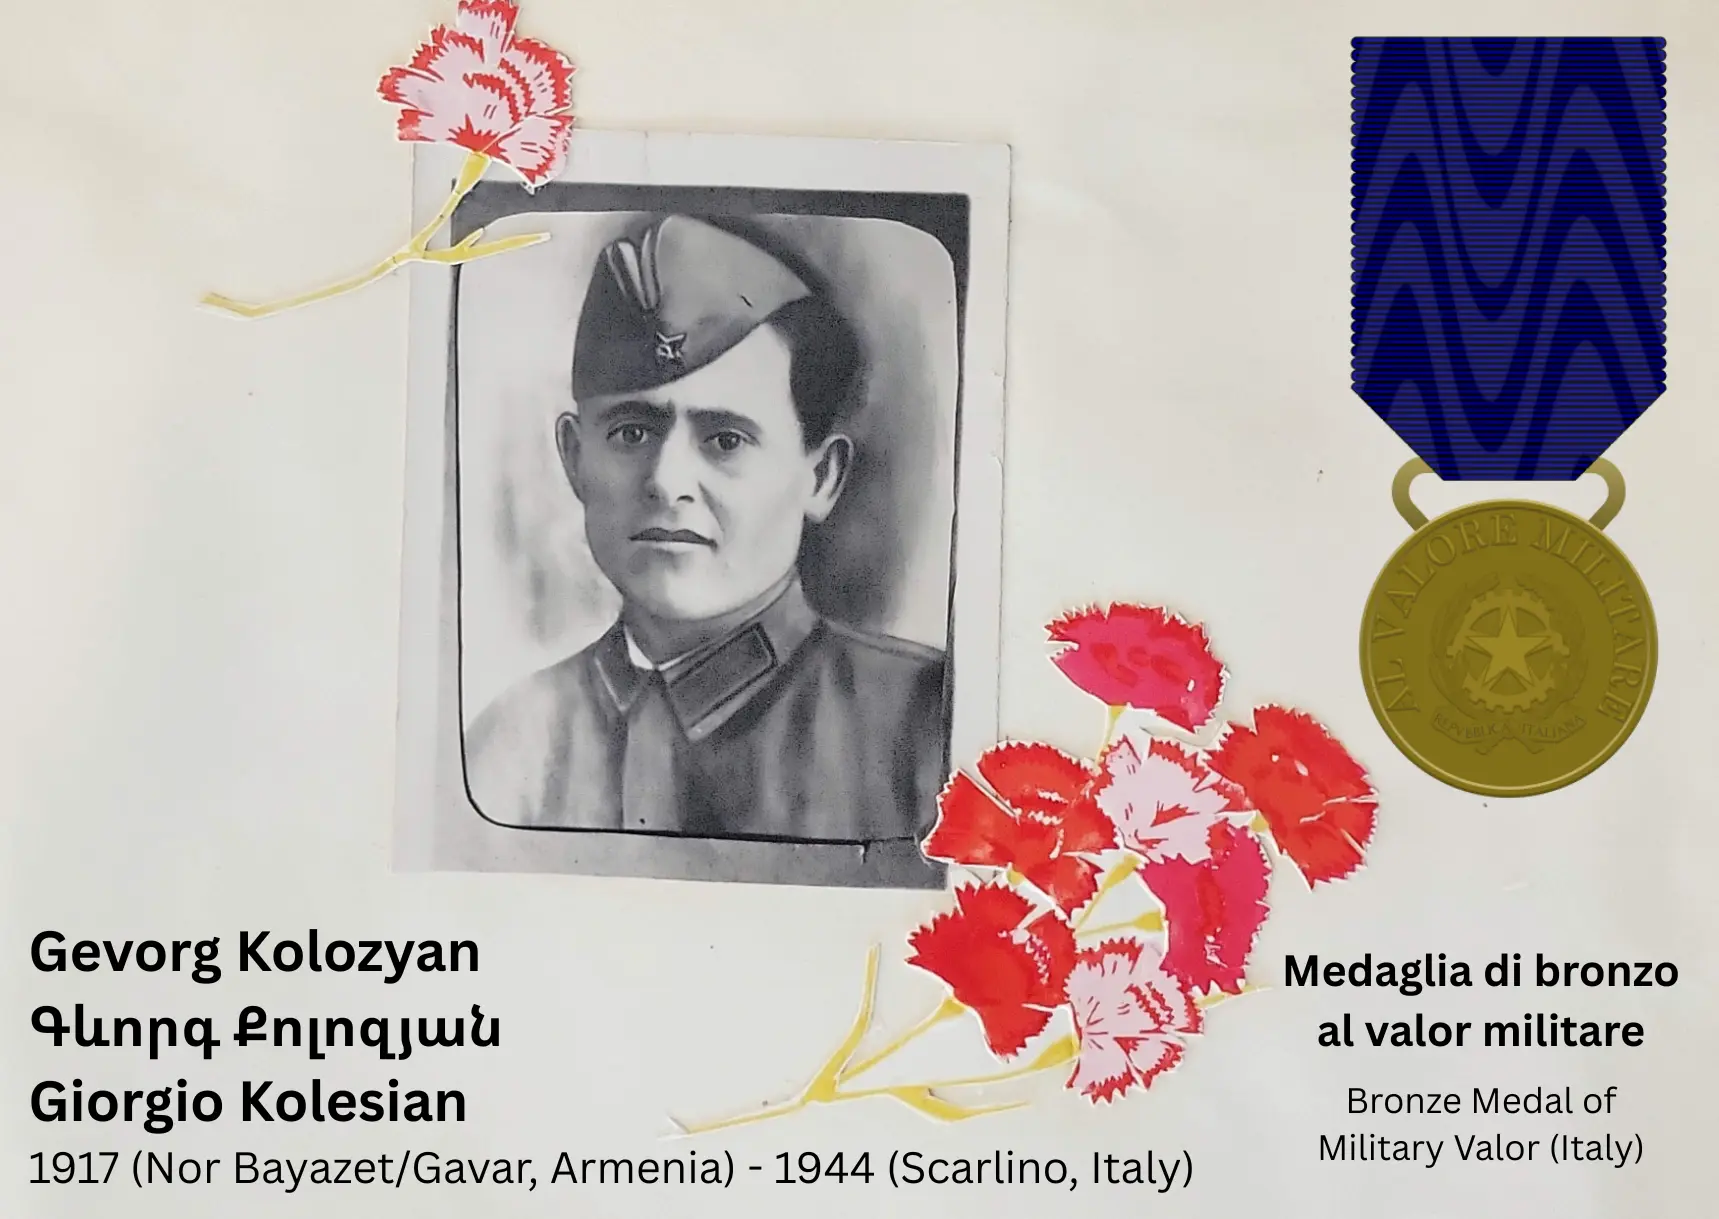 AL VALORE MILITARE
REPVBBLICA ITALIANA
Gevorg Kolozyan
Գևորգ Քոլոզյան
Giorgio Kolesian
1917 (Nor Bayazet/Gavar, Armenia) - 1944 (Scarlino, Italy)
Medaglia di bronzo
al valor militare
Bronze Medal of
Military Valor (Italy)